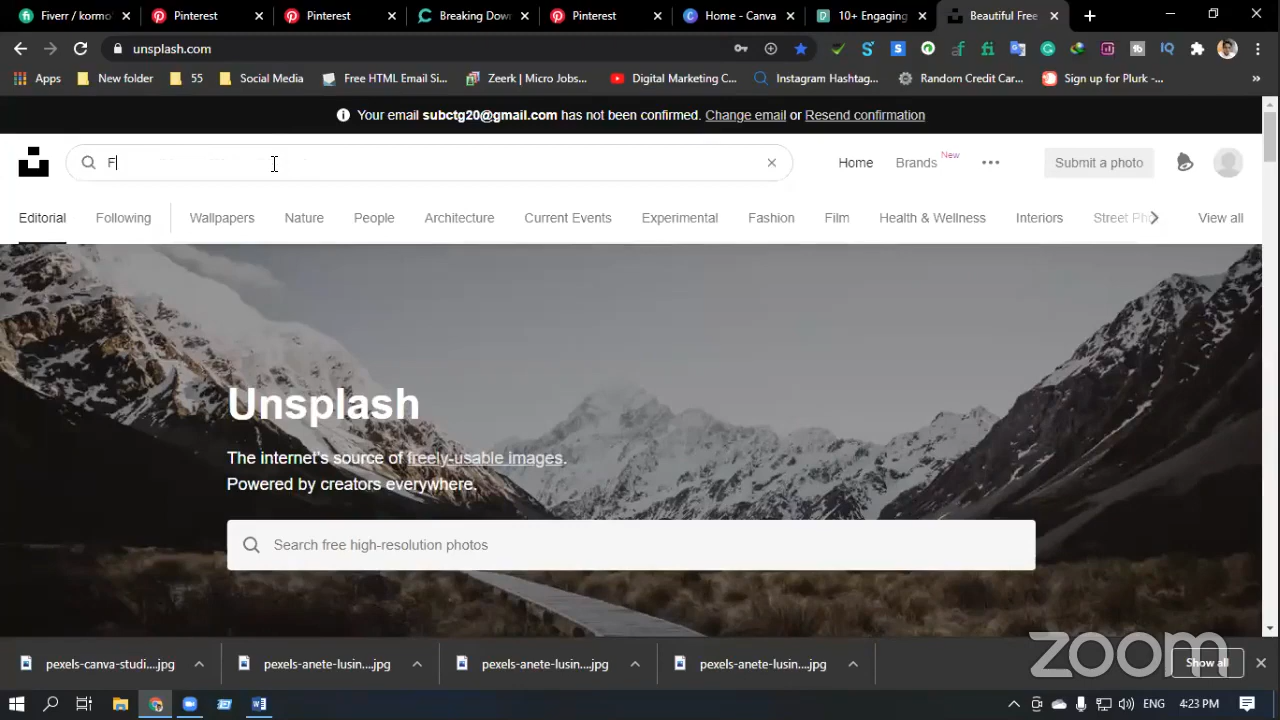 Fiverr / kormo
Pinterest
Pinterest
Breaking Dow
Pinterest
Home - Canva
10+ Engaging
Beautiful Free
unsplash.com
Apps
New folder
55
Social Media
Free HTML Email Si...
Zeerk | Micro Jobs...
Digital Marketing C...
Instagram Hashtag...
Random Credit Car...
Sign up for Plurk -...
Your email subctg20@gmail.com has not been confirmed. Change email or Resend confirmation
F
Home
Brands New
Submit a photo
Editorial
Following
Wallpapers
Nature
People
Architecture
Current Events
Experimental
Fashion
Film
Health & Wellness
Interiors
Street Ph
View all
Unsplash
The internet's source of freely-usable images.
Powered by creators everywhere.
Search free high-resolution photos
pexels-canva-studi....jpg
pexels-anete-lusin....jpg
pexels-anete-lusin....jpg
pexels-anete-lusin....jpg
Show all
zoom
ENG
4:23 PM